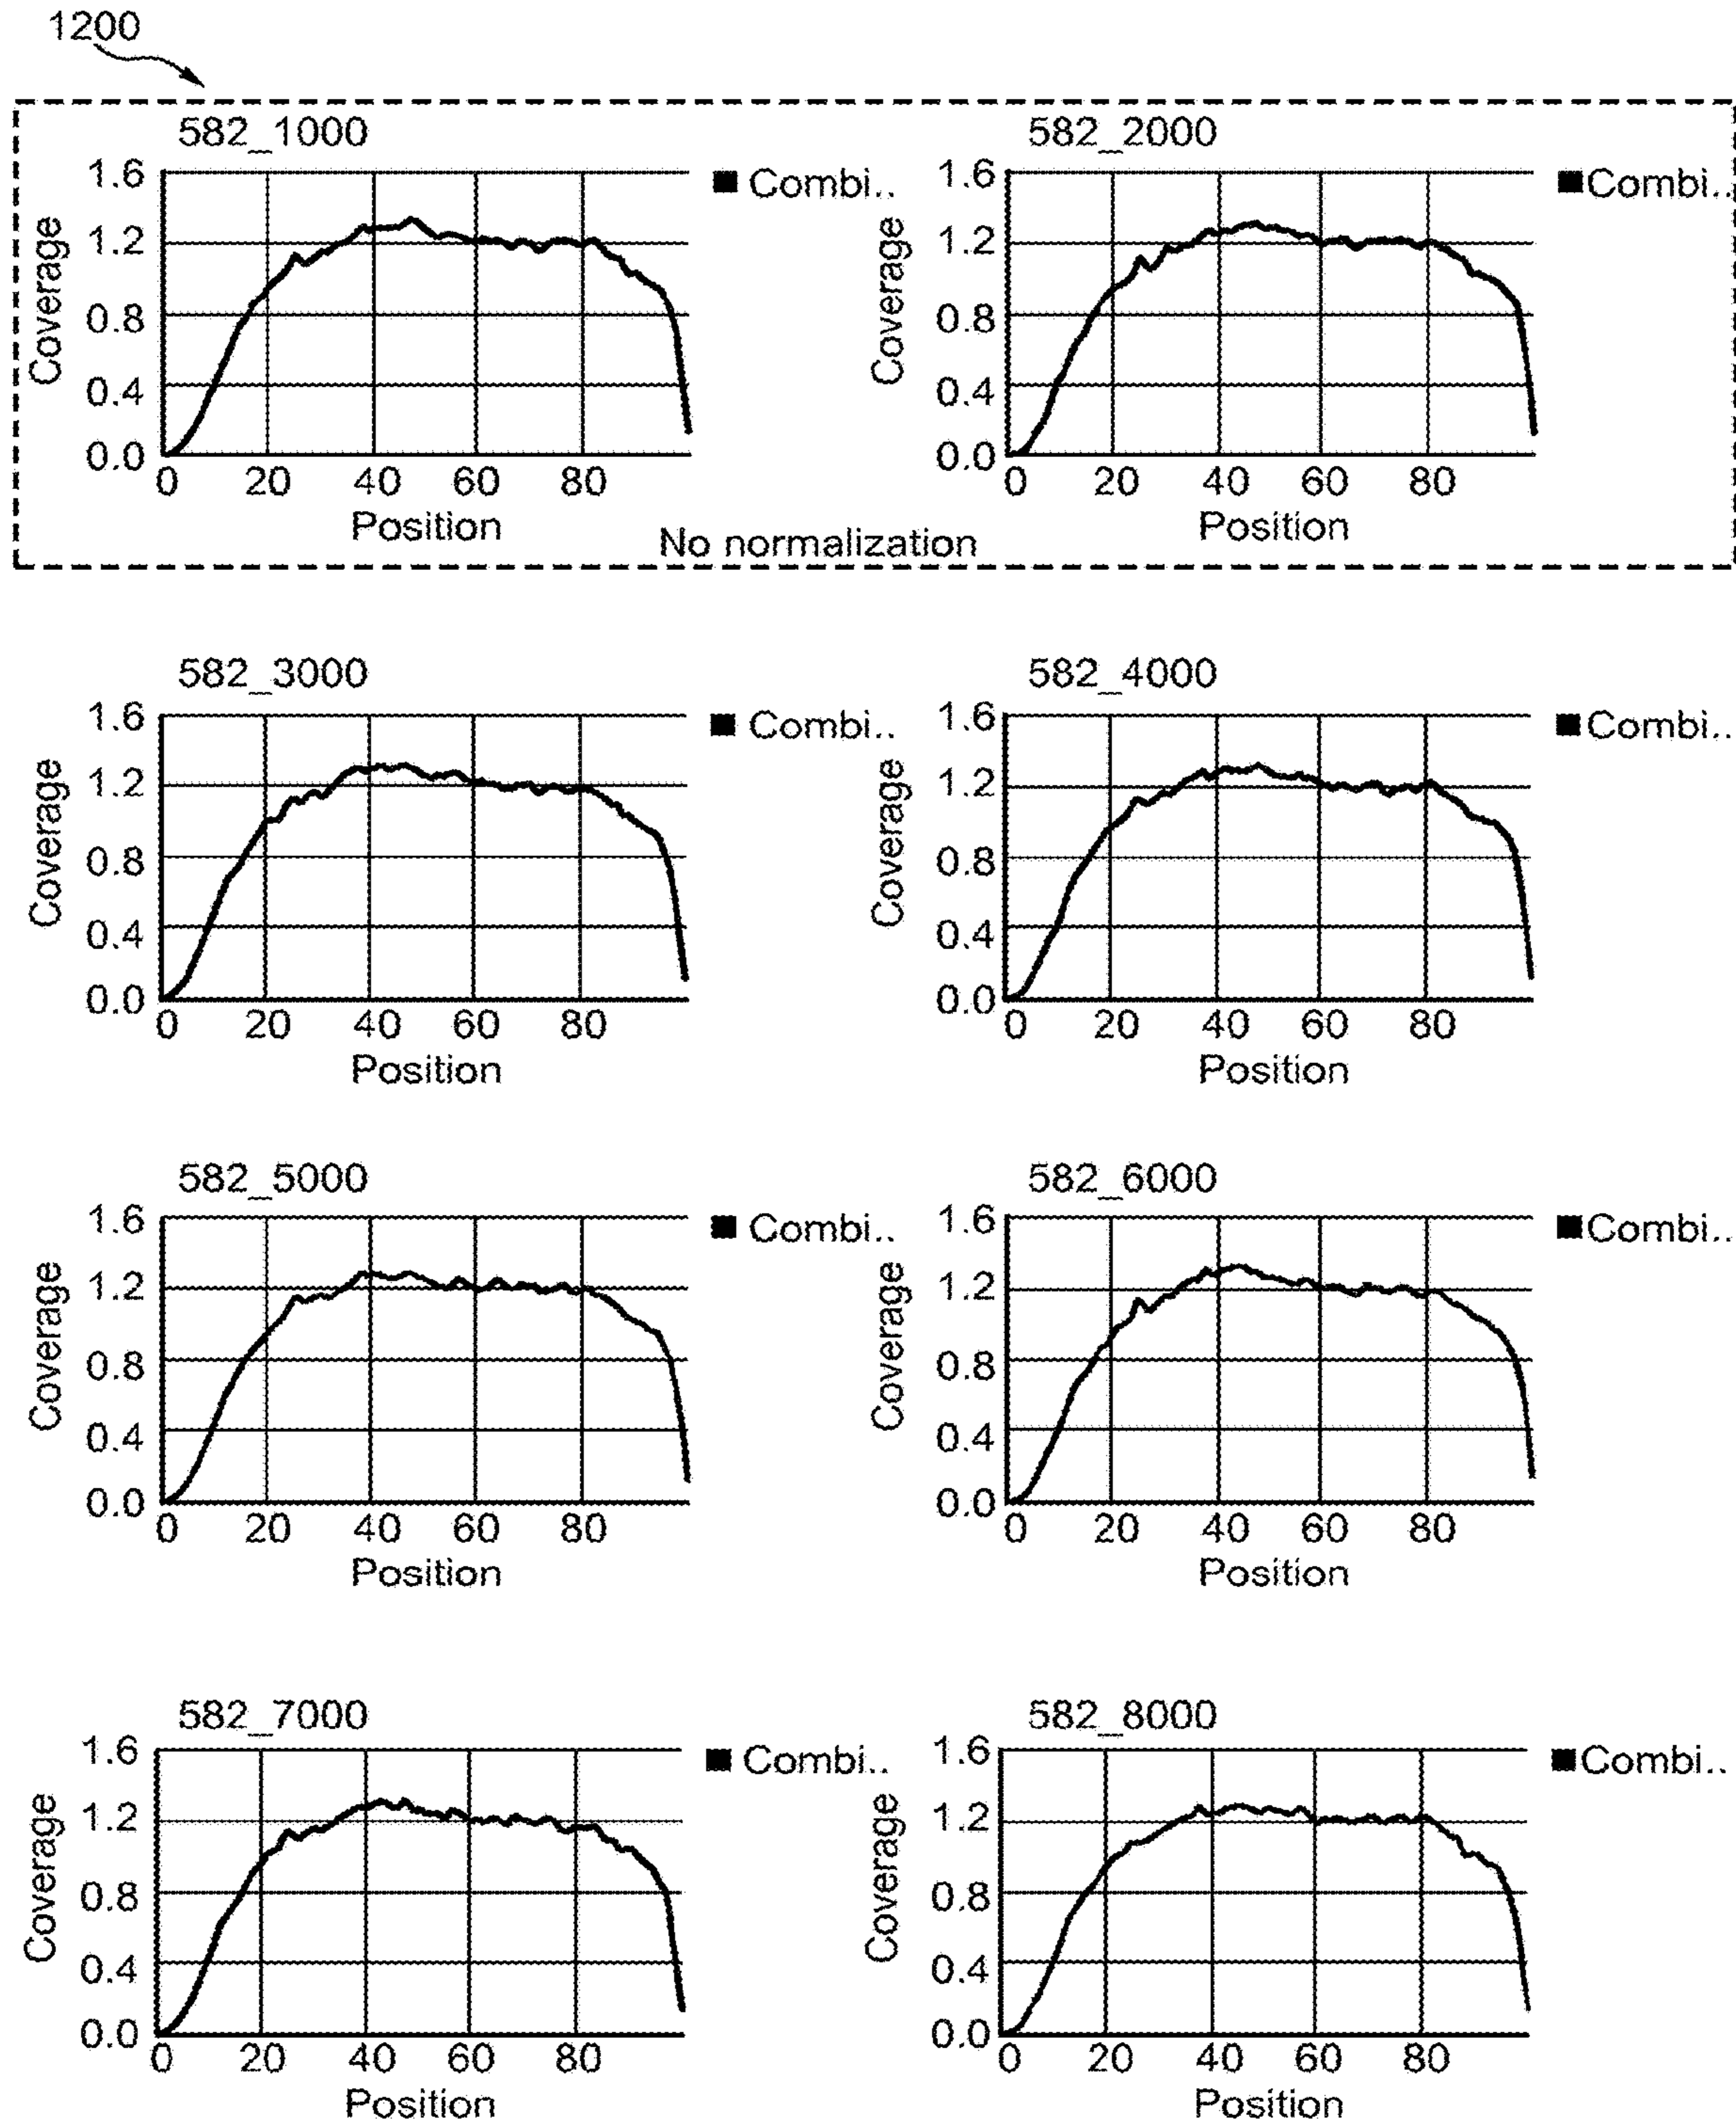 1200
582_1000
582_2000
1.6
1.2
0.8
0.4
0.0
Coverage
0 20 40 60 80
Position
■ Combi..
1.6
1.2
0.8
0.4
0.0
Coverage
0 20 40 60 80
Position
■ Combi..
No normalization
582_3000
582_4000
1.6
1.2
0.8
0.4
0.0
Coverage
0 20 40 60 80
Position
■ Combi..
1.6
1.2
0.8
0.4
0.0
Coverage
0 20 40 60 80
Position
■ Combi..
582_5000
582_6000
1.6
1.2
0.8
0.4
0.0
Coverage
0 20 40 60 80
Position
■ Combi..
1.6
1.2
0.8
0.4
0.0
Coverage
0 20 40 60 80
Position
■ Combi..
582_7000
582_8000
1.6
1.2
0.8
0.4
0.0
Coverage
0 20 40 60 80
Position
■ Combi..
1.6
1.2
0.8
0.4
0.0
Coverage
0 20 40 60 80
Position
■ Combi..